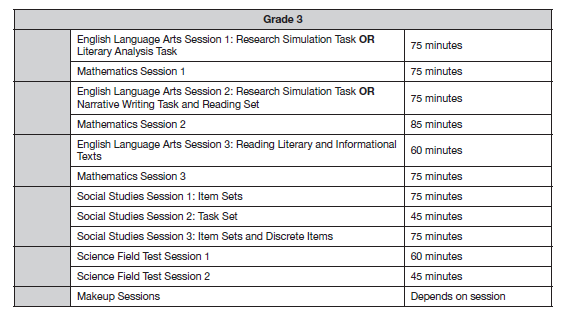 Grade 3
English Language Arts Session 1: Research Simulation Task OR
Literary Analysis Task
75 minutes
Mathematics Session 1
75 minutes
English Language Arts Session 2: Research Simulation Task OR
Narrative Writing Task and Reading Set
75 minutes
Mathematics Session 2
85 minutes
English Language Arts Session 3: Reading Literary and Informational
Texts
60 minutes
Mathematics Session 3
75 minutes
Social Studies Session 1: Item Sets
75 minutes
Social Studies Session 2: Task Set
45 minutes
Social Studies Session 3: Item Sets and Discrete Items
75 minutes
Science Field Test Session 1
60 minutes
Science Field Test Session 2
45 minutes
Makeup Sessions
Depends on session